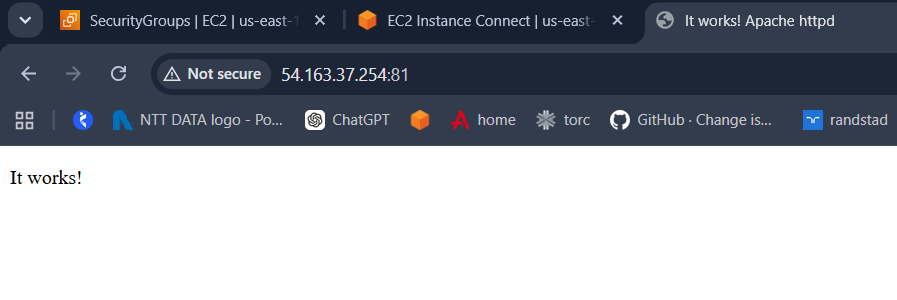 SecurityGroups | EC2 | us-east-1
EC2 Instance Connect | us-east-
It works! Apache httpd
Not secure
54.163.37.254:81
NTT DATA logo - Po...
ChatGPT
home
torc
GitHub · Change is...
randstad
It works!